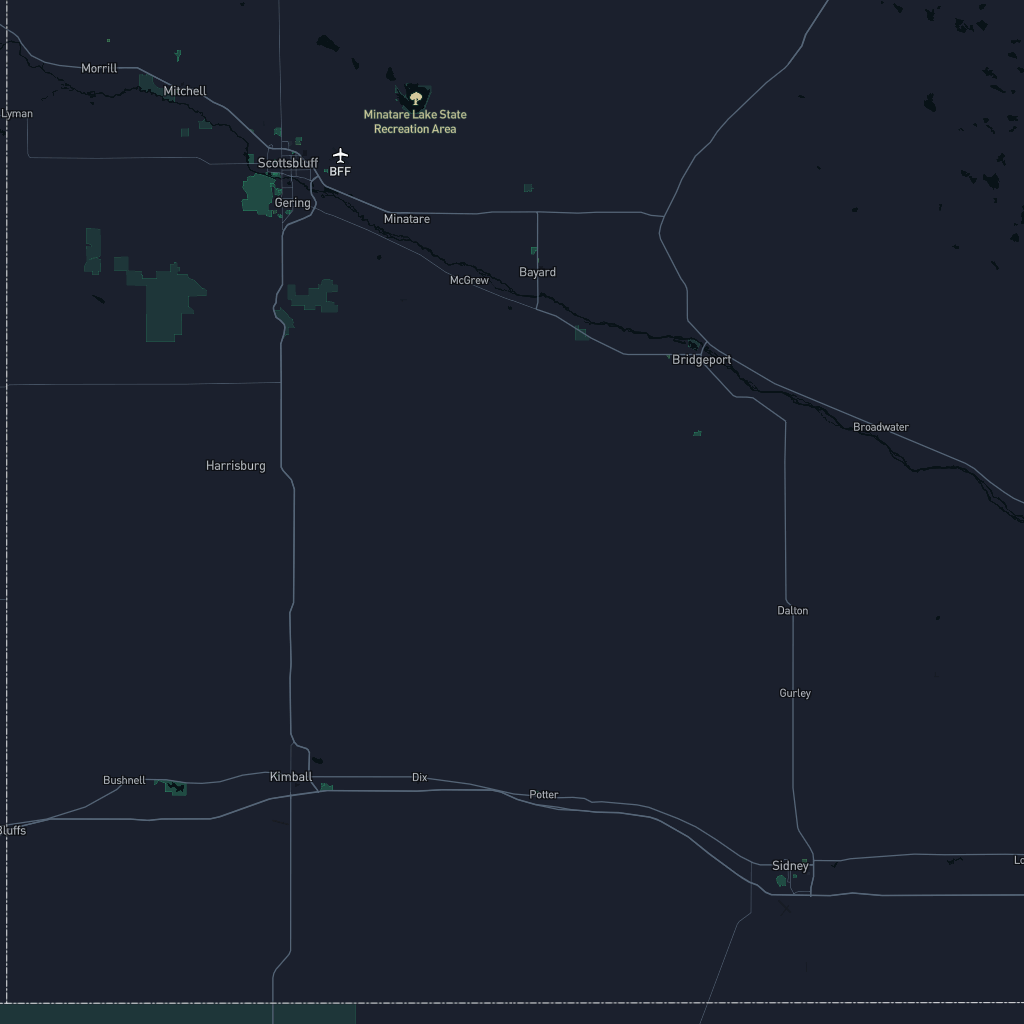 Morrill
Mitchell
Lyman
Minatare Lake State
Recreation Area
Scottsbluff
BFF
Gering
Minatare
Bayard
McGrew
Bridgeport
Broadwater
Harrisburg
Dalton
Gurley
Kimball
Dix
Bushnell
Potter
Bluffs
Sidney
Lo